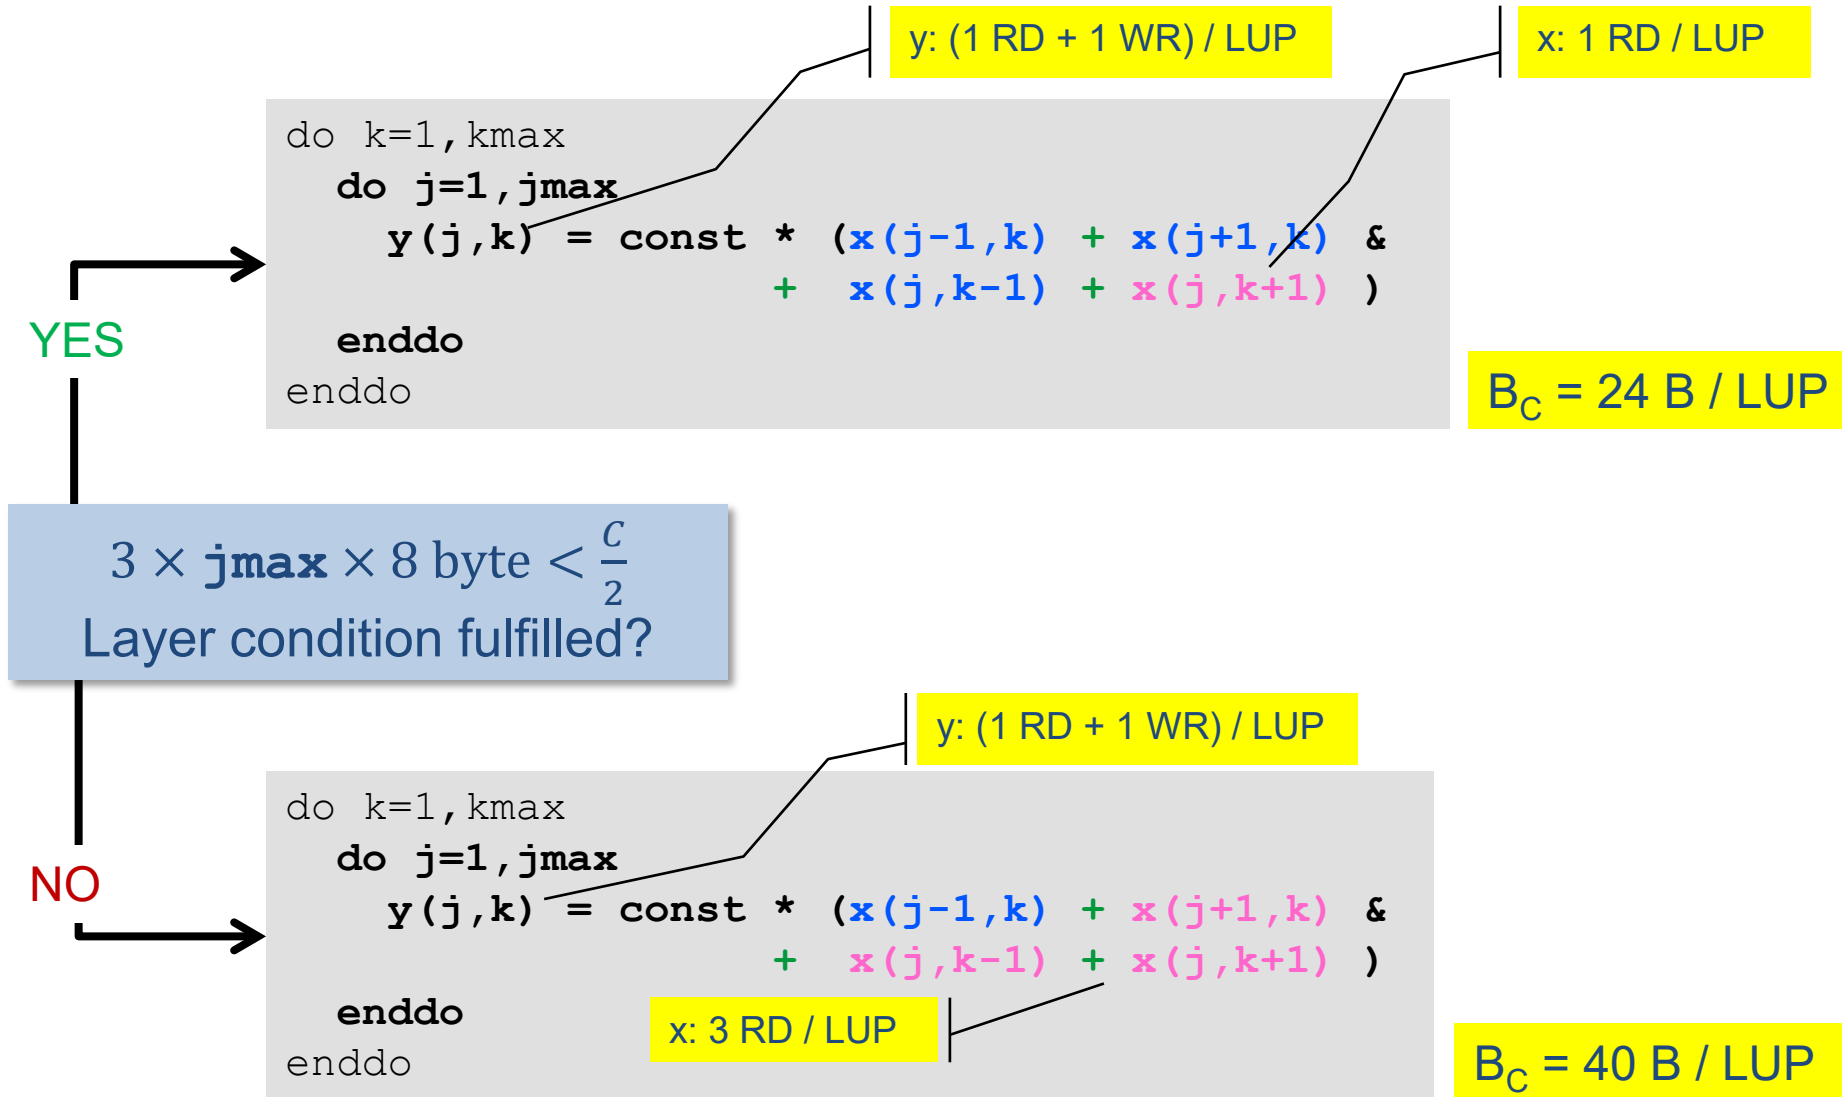 y: (1 RD + 1 WR) / LUP
x: 1 RD / LUP
do k=1,kmax
do j=1,jmax
y(j,k) = const * (x(j-1,k) + x(j+1,k) &
+ x(j,k-1) + x(j,k+1) )
enddo
enddo
B_C = 24 B / LUP
YES
3 × jmax × 8 byte < C/2
Layer condition fulfilled?
NO
y: (1 RD + 1 WR) / LUP
do k=1,kmax
do j=1,jmax
y(j,k) = const * (x(j-1,k) + x(j+1,k) &
+ x(j,k-1) + x(j,k+1) )
enddo
x: 3 RD / LUP
enddo
B_C = 40 B / LUP